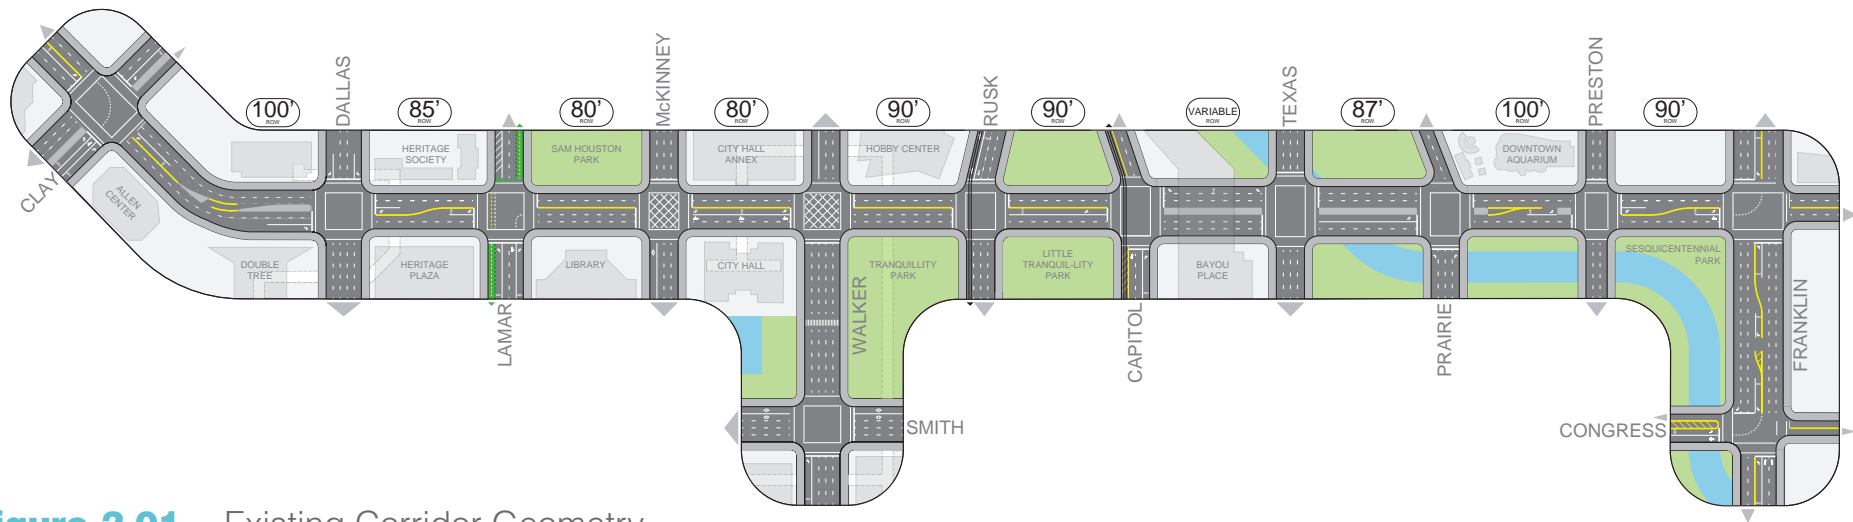 DALLAS
McKINNEY
RUSK
TEXAS
PRESTON
100’
ROW
85’
ROW
80’
ROW
80’
ROW
90’
ROW
90’
ROW
VARIABLE
ROW
87’
ROW
100’
ROW
90’
ROW
HERITAGE
SOCIETY
SAM HOUSTON
PARK
CITY HALL
ANNEX
HOBBY CENTER
DOWNTOWN
AQUARIUM
CLAY
ALLEN
CENTER
DOUBLE
TREE
HERITAGE
PLAZA
LIBRARY
CITY HALL
TRANQUILLITY
PARK
LITTLE
TRANQUIL-LITY
PARK
BAYOU
PLACE
SESQUICENTENNIAL
PARK
LAMAR
WALKER
CAPITOL
PRAIRIE
FRANKLIN
SMITH
CONGRESS
Existing Corridor Geometry